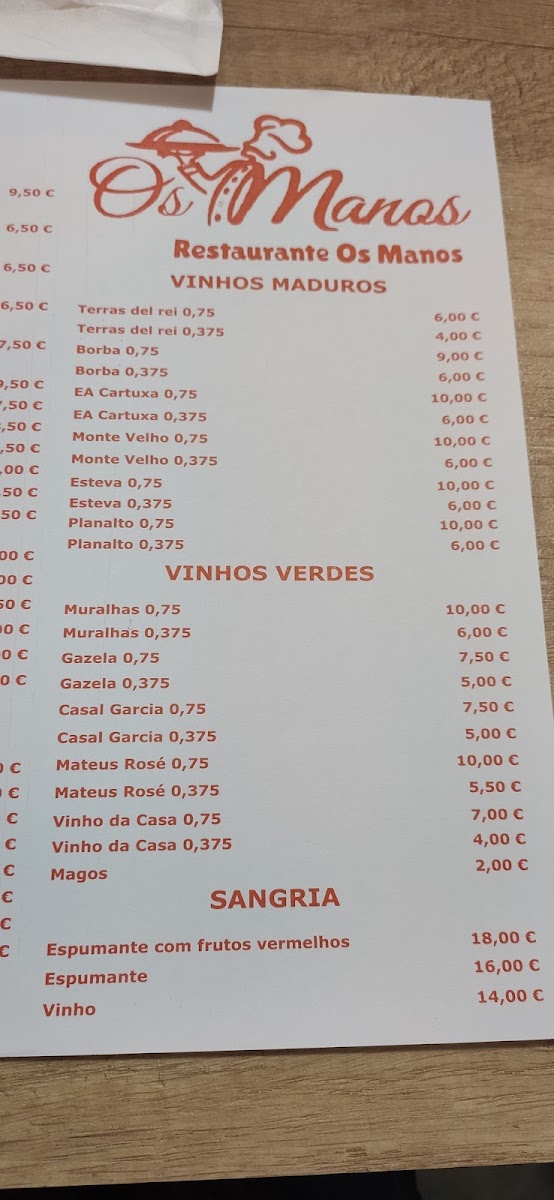 Os Manos
Restaurante Os Manos
VINHOS MADUROS
Terras del rei 0,75 6,00 €
Terras del rei 0,375 4,00 €
Borba 0,75 9,00 €
Borba 0,375 6,00 €
EA Cartuxa 0,75 10,00 €
EA Cartuxa 0,375 6,00 €
Monte Velho 0,75 10,00 €
Monte Velho 0,375 6,00 €
Esteva 0,75 10,00 €
Esteva 0,375 6,00 €
Planalto 0,75 10,00 €
Planalto 0,375 6,00 €
VINHOS VERDES
Muralhas 0,75 10,00 €
Muralhas 0,375 6,00 €
Gazela 0,75 7,50 €
Gazela 0,375 5,00 €
Casal Garcia 0,75 7,50 €
Casal Garcia 0,375 5,00 €
Mateus Rosé 0,75 10,00 €
Mateus Rosé 0,375 5,50 €
Vinho da Casa 0,75 7,00 €
Vinho da Casa 0,375 4,00 €
Magos 2,00 €
SANGRIA
Espumante com frutos vermelhos 18,00 €
Espumante 16,00 €
Vinho 14,00 €
9,50 €
6,50 €
6,50 €
6,50 €
7,50 €